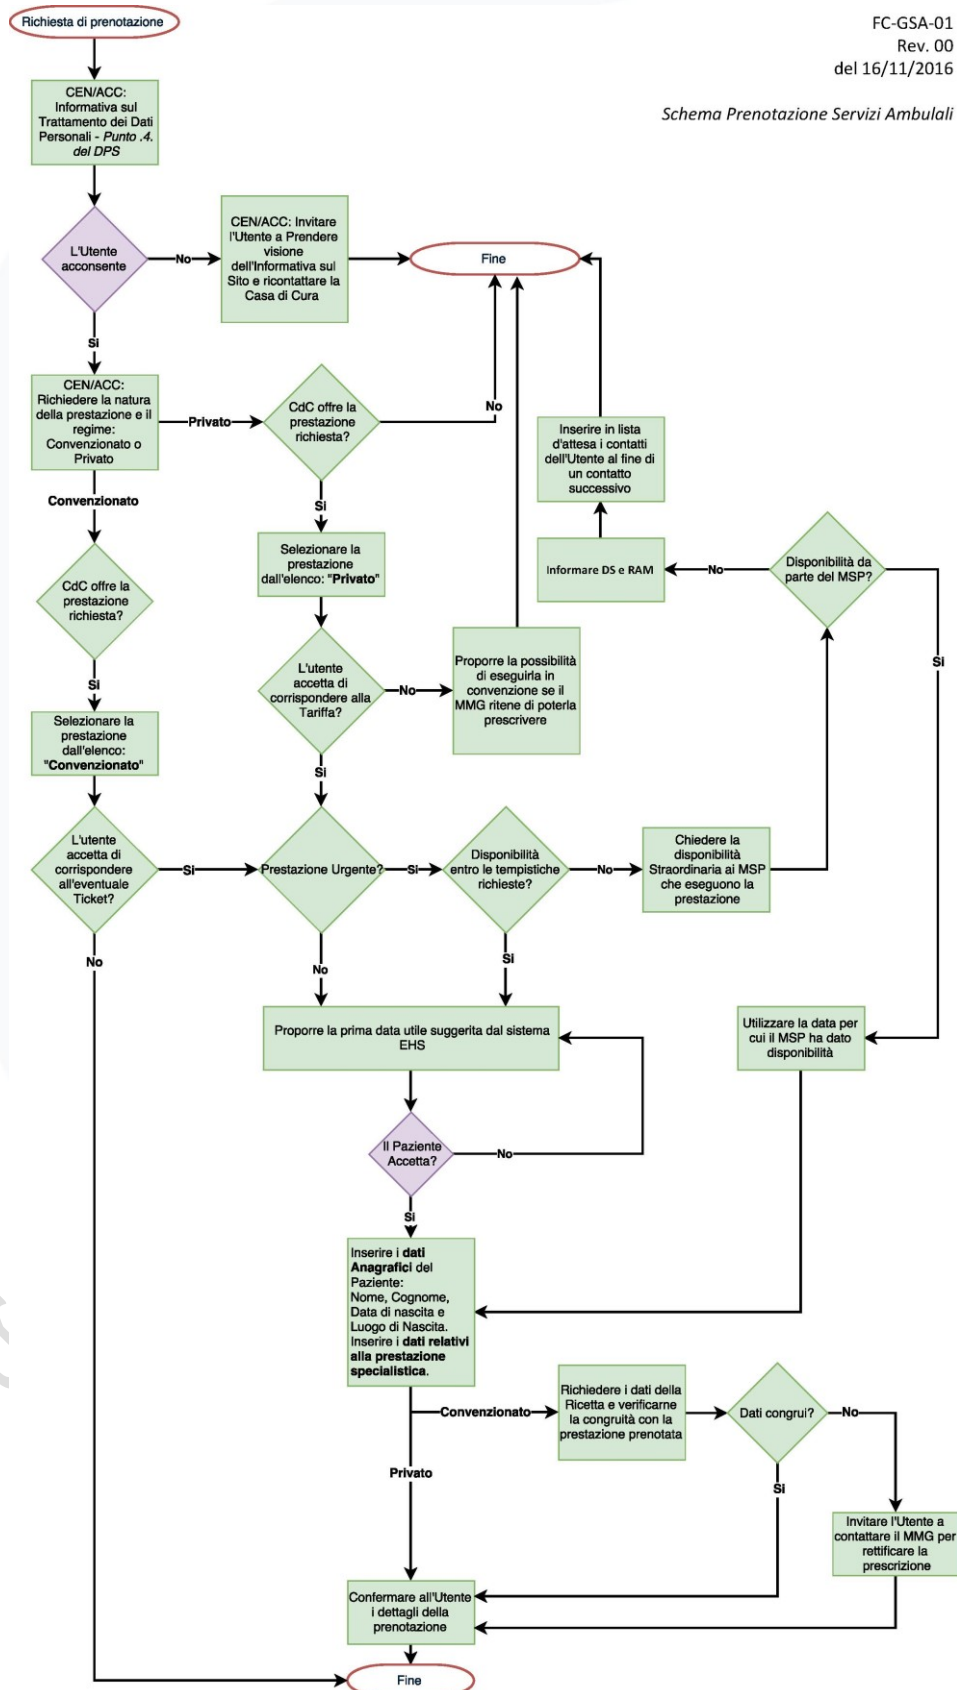 Richiesta di prenotazione
FC-GSA-01
Rev. 00
del 16/11/2016
Schema Prenotazione Servizi Ambulali
CEN/ACC:
Informativa sul
Trattamento dei Dati
Personali - Punto .4.
del DPS
L'Utente
acconsente
No
CEN/ACC: Invitare
l'Utente a Prendere
visione
dell'Informativa sul
Sito e ricontattare la
Casa di Cura
Fine
Si
CEN/ACC:
Richiedere la natura
della prestazione e il
regime:
Convenzionato o
Privato
Privato
CdC offre la
prestazione
richiesta?
No
Inserire in lista
d'attesa i contatti
dell'Utente al fine di
un contatto
successivo
Convenzionato
Si
CdC offre la
prestazione
richiesta?
Selezionare la
prestazione
dall'elenco: "Privato"
Informare DS e RAM
No
Disponibilità da
parte del MSP?
Si
Si
L'utente
accetta di
corrispondere alla
Tariffa?
No
Proporre la possibilità
di eseguirla in
convenzione se il
MMG ritene di poterla
prescrivere
Selezionare la
prestazione
dall'elenco:
"Convenzionato"
Si
L'utente
accetta di
corrispondere
all'eventuale
Ticket?
Si
Prestazione Urgente?
Si
Disponibilità
entro le tempistiche
richieste?
No
Chiedere la
disponibilità
Straordinaria ai MSP
che eseguono la
prestazione
No
No
Si
Proporre la prima data utile suggerita dal sistema
EHS
Utilizzare la data per
cui il MSP ha dato
disponibilità
Il Paziente
Accetta?
No
Si
Inserire i dati
Anagrafici del
Paziente:
Nome, Cognome,
Data di nascita e
Luogo di Nascita.
Inserire i dati relativi
alla prestazione
specialistica.
Convenzionato
Richiedere i dati della
Ricetta e verificarne
la congruità con la
prestazione prenotata
Dati congrui?
No
Privato
Si
Invitare l'Utente a
contattare il MMG per
rettificare la
prescrizione
Confermare all'Utente
i dettagli della
prenotazione
Fine